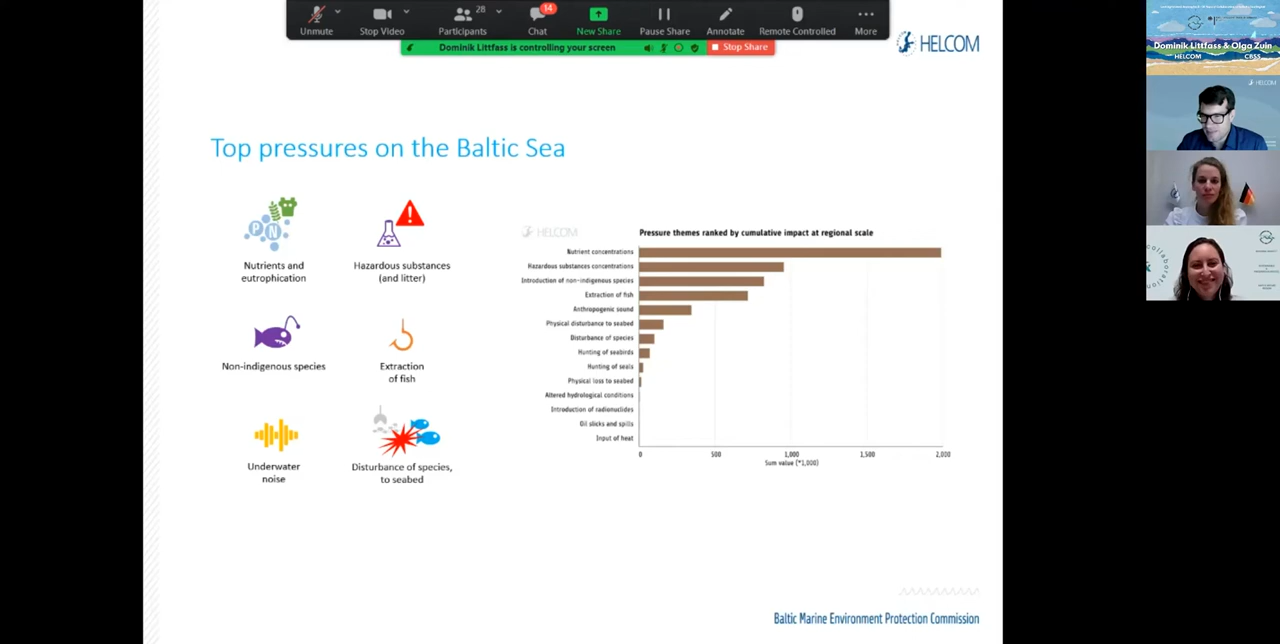 Unmute
Stop Video
28
Participants
14
Chat
New Share
Pause Share
Annotate
Remote Controlled
More
Dominik Littfass is controlling your screen
Stop Share
HELCOM
Top pressures on the Baltic Sea
P N
Nutrients and
eutrophication
Hazardous substances
(and litter)
Non-indigenous species
Extraction
of fish
Underwater
noise
Disturbance of species,
to seabed
HELCOM
Pressure themes ranked by cumulative impact at regional scale
Nutrient concentrations
Hazardous substances concentrations
Introduction of non-indigenous species
Extraction of fish
Anthropogenic sound
Physical disturbance to seabed
Disturbance of species
Hunting of seabirds
Hunting of seals
Physical loss to seabed
Altered hydrological conditions
Introduction of radionuclides
Oil slicks and spills
Input of heat
0 500 1,000 1,500 2,000
Sum value (*1,000)
Baltic Marine Environment Protection Commission
Dominik Littfass & Olga Zuin
HELCOM CBSS
HELCOM
collaboration